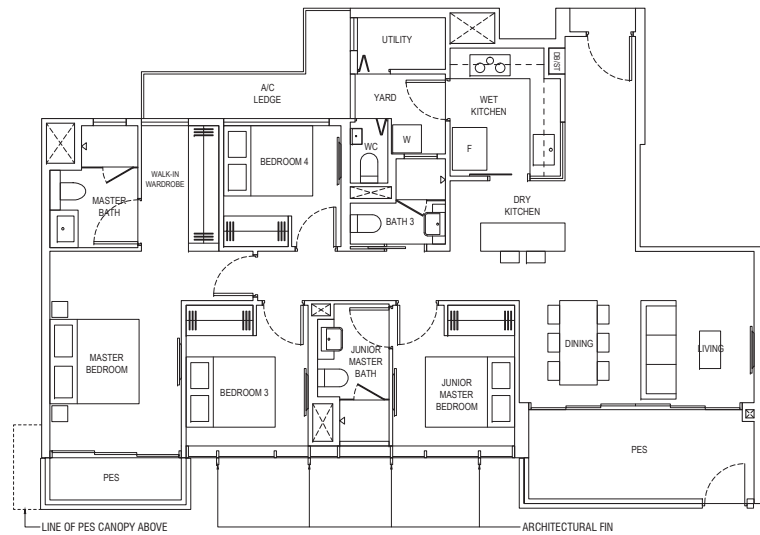 UTILITY
DB/ST
A/C
LEDGE
YARD
WET
KITCHEN
W
F
WC
BEDROOM 4
WALK-IN
WARDROBE
MASTER
BATH
BATH 3
DRY
KITCHEN
MASTER
BEDROOM
BEDROOM 3
JUNIOR
MASTER
BATH
JUNIOR
MASTER
BEDROOM
DINING
LIVING
PES
PES
LINE OF PES CANOPY ABOVE
ARCHITECTURAL FIN